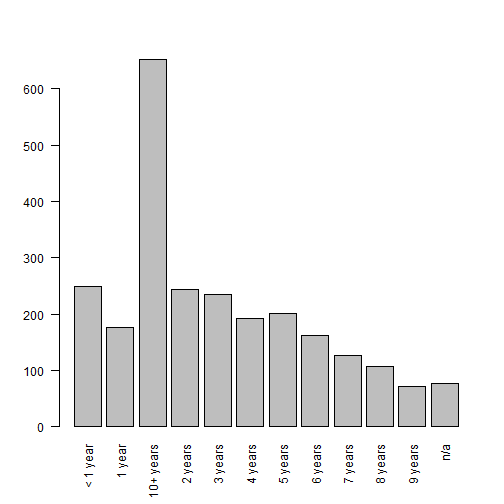 600
500
400
300
200
100
0
< 1 year
1 year
10+ years
2 years
3 years
4 years
5 years
6 years
7 years
8 years
9 years
n/a